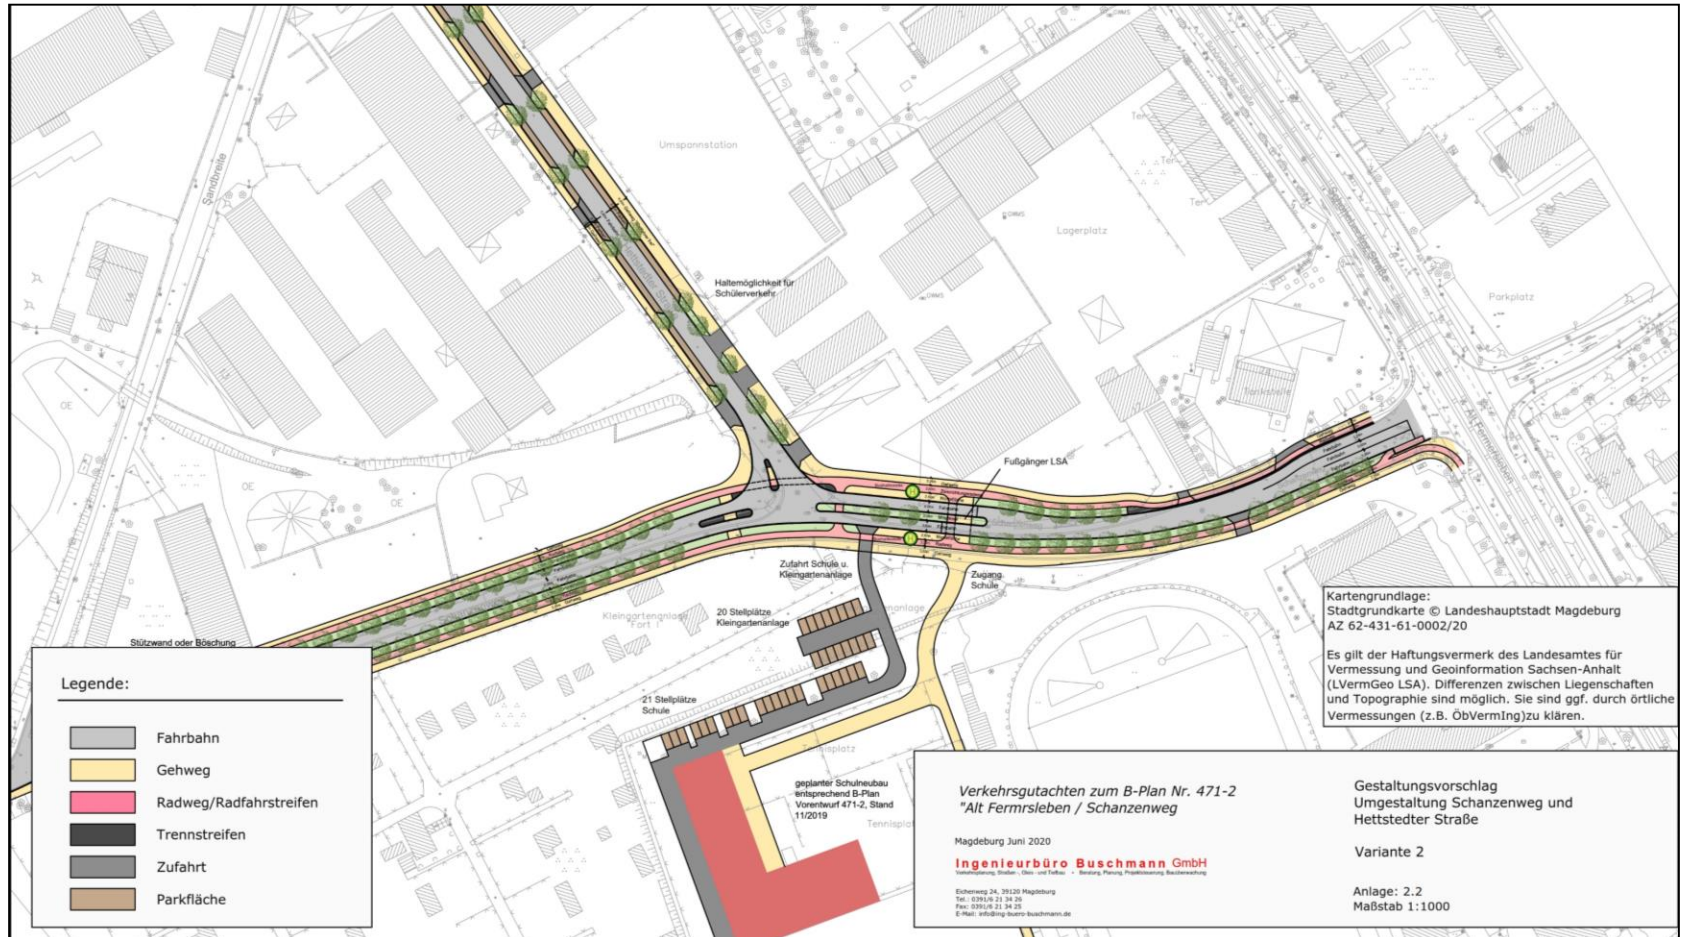 Sandbreite
Umspannstation
Lagerplatz
Parkplatz
Tankstelle
Haltemöglichkeit für
Schülerverkehr
Fußgänger LSA
Zufahrt Schule u.
Kleingartenanlage
Zugang
Schule
20 Stellplätze
Kleingartenanlage
Kleingartenanlage
Fort I
Stützwand oder Böschung
21 Stellplätze
Schule
Tennisplatz
geplanter Schulneubau
entsprechend B-Plan
Vorentwurf 471-2, Stand
11/2019
Legende:
Fahrbahn
Gehweg
Radweg/Radfahrstreifen
Trennstreifen
Zufahrt
Parkfläche
Kartengrundlage:
Stadtgrundkarte © Landeshauptstadt Magdeburg
AZ 62-431-61-0002/20
Es gilt der Haftungsvermerk des Landesamtes für
Vermessung und Geoinformation Sachsen-Anhalt
(LVermGeo LSA). Differenzen zwischen Liegenschaften
und Topographie sind möglich. Sie sind ggf. durch örtliche
Vermessungen (z.B. ÖbVermIng)zu klären.
Verkehrsgutachten zum B-Plan Nr. 471-2
"Alt Fermrsleben / Schanzenweg
Magdeburg Juni 2020
Ingenieurbüro Buschmann GmbH
Eichenweg 24, 39120 Magdeburg
Tel.: 0391/6 21 34 26
Fax: 0391/6 21 34 25
E-Mail: info@ing-buero-buschmann.de
Gestaltungsvorschlag
Umgestaltung Schanzenweg und
Hettstedter Straße
Variante 2
Anlage: 2.2
Maßstab 1:1000